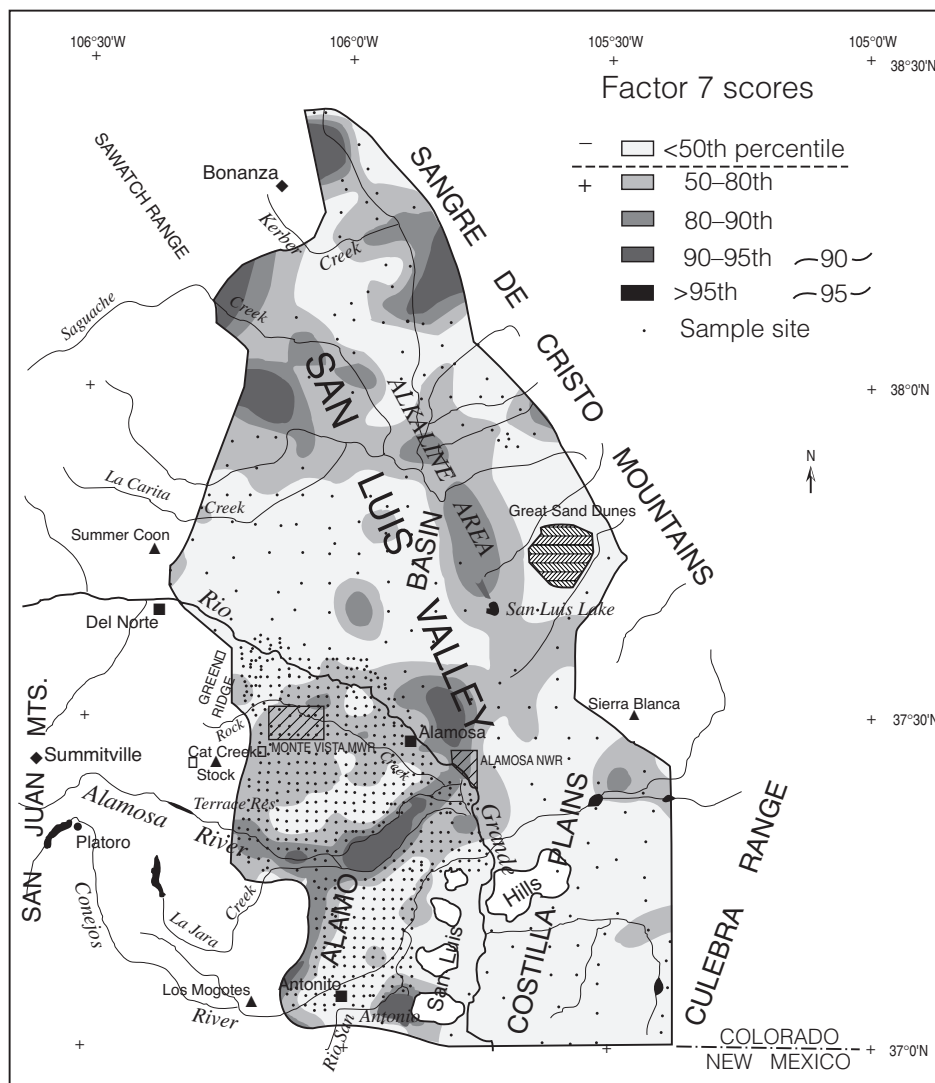 106°30'W
106°0'W
105°30'W
105°0'W
38°30'N
Factor 7 scores
– <50th percentile
+ 50–80th
80–90th
90–95th 90
>95th 95
Sample site
SAWATCH RANGE
Bonanza
Kerber
Creek
SANGRE DE CRISTO MOUNTAINS
Saguache
Creek
38°0'N
SAN LUIS VALLEY
ALKALINE AREA
BASIN
N
La Carita
Creek
Great Sand Dunes
Summer Coon
San Luis Lake
Rio
Del Norte
GREEN
RIDGE
Sierra Blanca
37°30'N
SAN JUAN MTS.
Rock
Creek
Alamosa
MONTE VISTA MWR
ALAMOSA NWR
Summitville
Cat Creek
Stock
Terrace Res.
Alamosa
River
Grande
Platoro
Conejos
River
La Jara
Creek
ALAMO
San Luis
Hills
COSTILLA PLAINS
CULEBRA RANGE
Los Mogotes
Antonito
Rio San Antonio
COLORADO
NEW MEXICO
37°0'N